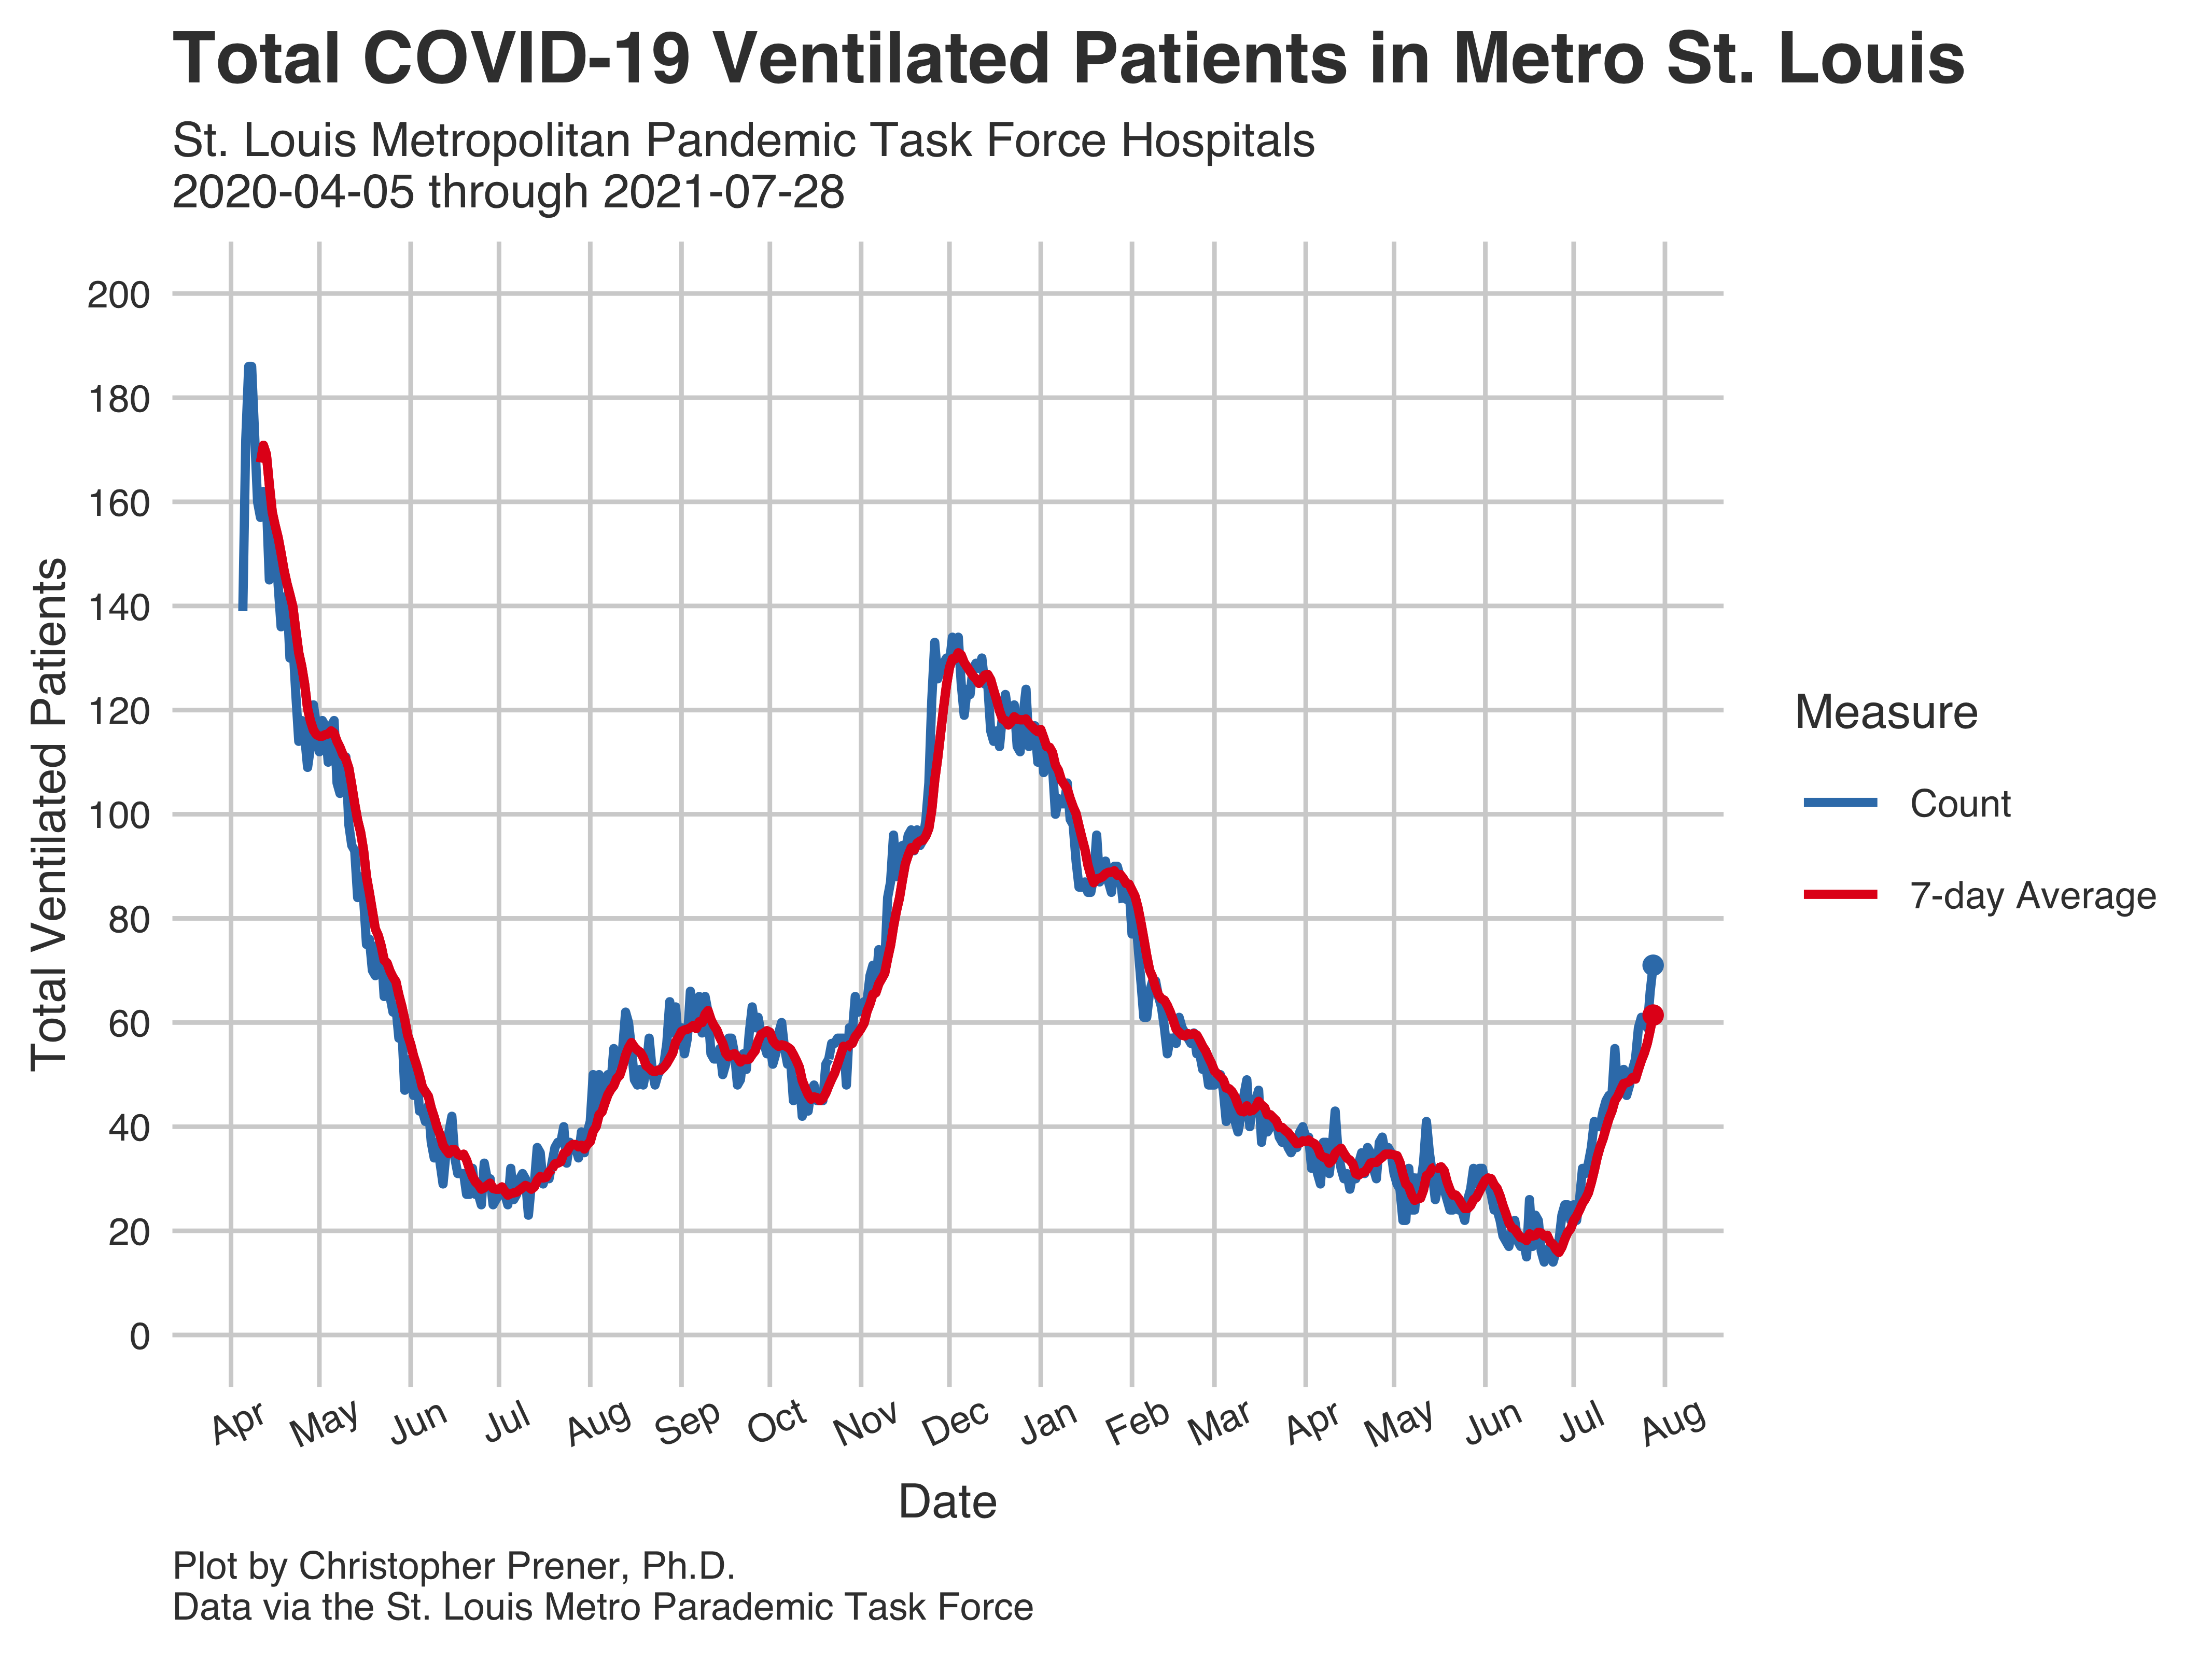 Total COVID-19 Ventilated Patients in Metro St. Louis
St. Louis Metropolitan Pandemic Task Force Hospitals
2020-04-05 through 2021-07-28
Total Ventilated Patients
200
180
160
140
120
100
80
60
40
20
0
Apr May Jun Jul Aug Sep Oct Nov Dec Jan Feb Mar Apr May Jun Jul Aug
Date
Measure
Count
7-day Average
Plot by Christopher Prener, Ph.D.
Data via the St. Louis Metro Parademic Task Force